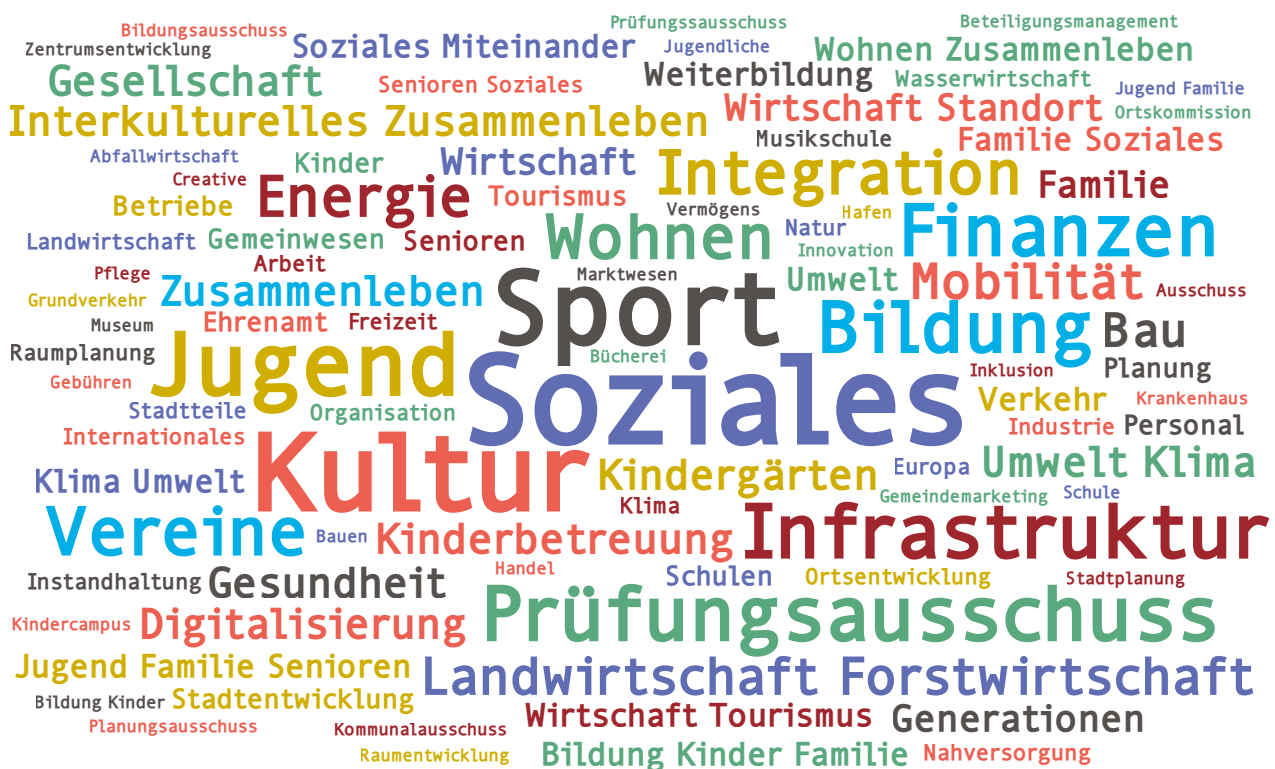 Prüfungssausschuss
Beteiligungsmanagement
Bildungsausschuss
Zentrumsentwicklung
Soziales Miteinander
Jugendliche
Wohnen Zusammenleben
Gesellschaft
Senioren Soziales
Weiterbildung
Wasserwirtschaft
Jugend Familie
Interkulturelles Zusammenleben
Wirtschaft Standort
Ortskommission
Musikschule
Familie Soziales
Abfallwirtschaft
Kinder
Wirtschaft
Integration
Creative
Energie
Tourismus
Familie
Betriebe
Vermögens
Hafen
Landwirtschaft
Gemeinwesen
Senioren
Wohnen
Natur
Finanzen
Innovation
Pflege
Arbeit
Marktwesen
Umwelt
Mobilität
Grundverkehr
Zusammenleben
Sport
Ausschuss
Museum
Ehrenamt
Freizeit
Bildung
Bau
Raumplanung
Jugend
Bücherei
Planung
Gebühren
Soziales
Inklusion
Stadtteile
Organisation
Verkehr
Krankenhaus
Internationales
Industrie
Personal
Klima Umwelt
Kultur
Kindergärten
Europa
Umwelt Klima
Klima
Gemeindemarketing
Schule
Vereine
Bauen
Kinderbetreuung
Infrastruktur
Instandhaltung
Gesundheit
Handel
Schulen
Ortsentwicklung
Stadtplanung
Kindercampus
Digitalisierung
Prüfungsausschuss
Jugend Familie Senioren
Landwirtschaft Forstwirtschaft
Bildung Kinder
Stadtentwicklung
Planungsausschuss
Kommunalausschuss
Wirtschaft Tourismus
Generationen
Raumentwicklung
Bildung Kinder Familie
Nahversorgung